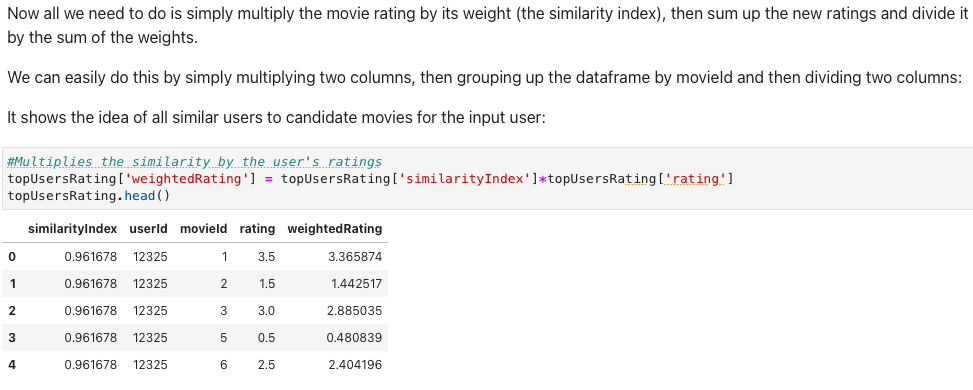 Now all we need to do is simply multiply the movie rating by its weight (the similarity index), then sum up the new ratings and divide it
by the sum of the weights.
We can easily do this by simply multiplying two columns, then grouping up the dataframe by movieId and then dividing two columns:
It shows the idea of all similar users to candidate movies for the input user:
#Multiplies the similarity by the user's ratings
topUsersRating['weightedRating'] = topUsersRating['similarityIndex']*topUsersRating['rating']
topUsersRating.head()
similarityIndex userId movieId rating weightedRating
0 0.961678 12325 1 3.5 3.365874
1 0.961678 12325 2 1.5 1.442517
2 0.961678 12325 3 3.0 2.885035
3 0.961678 12325 5 0.5 0.480839
4 0.961678 12325 6 2.5 2.404196